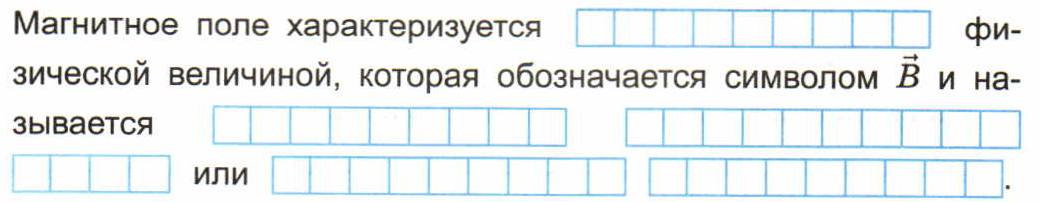 Магнитное поле характеризуется фи-
зической величиной, которая обозначается символом B⃗ и на-
зывается
или .